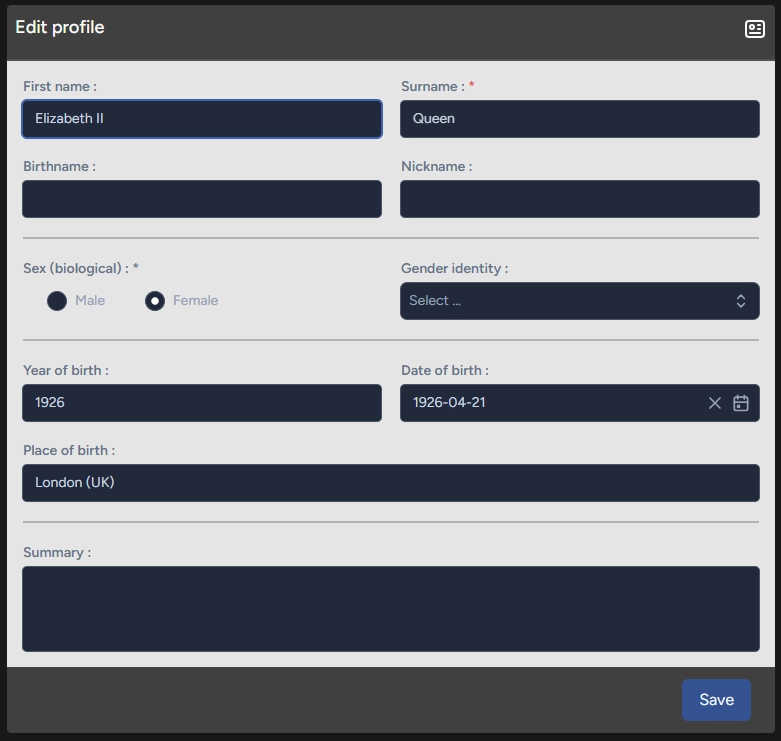 Edit profile
First name :
Surname : *
Elizabeth II
Queen
Birthname :
Nickname :
Sex (biological) : *
Gender identity :
Male
Female
Select ...
Year of birth :
Date of birth :
1926
1926-04-21
Place of birth :
London (UK)
Summary :
Save